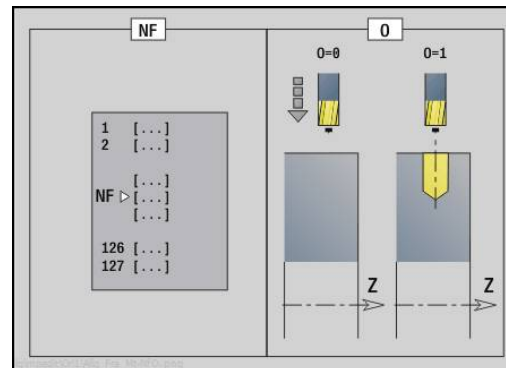 NF
1 [...]
2 [...]
[...]
NF [...]
[...]
126 [...]
127 [...]
O
O=0 O=1
Z Z